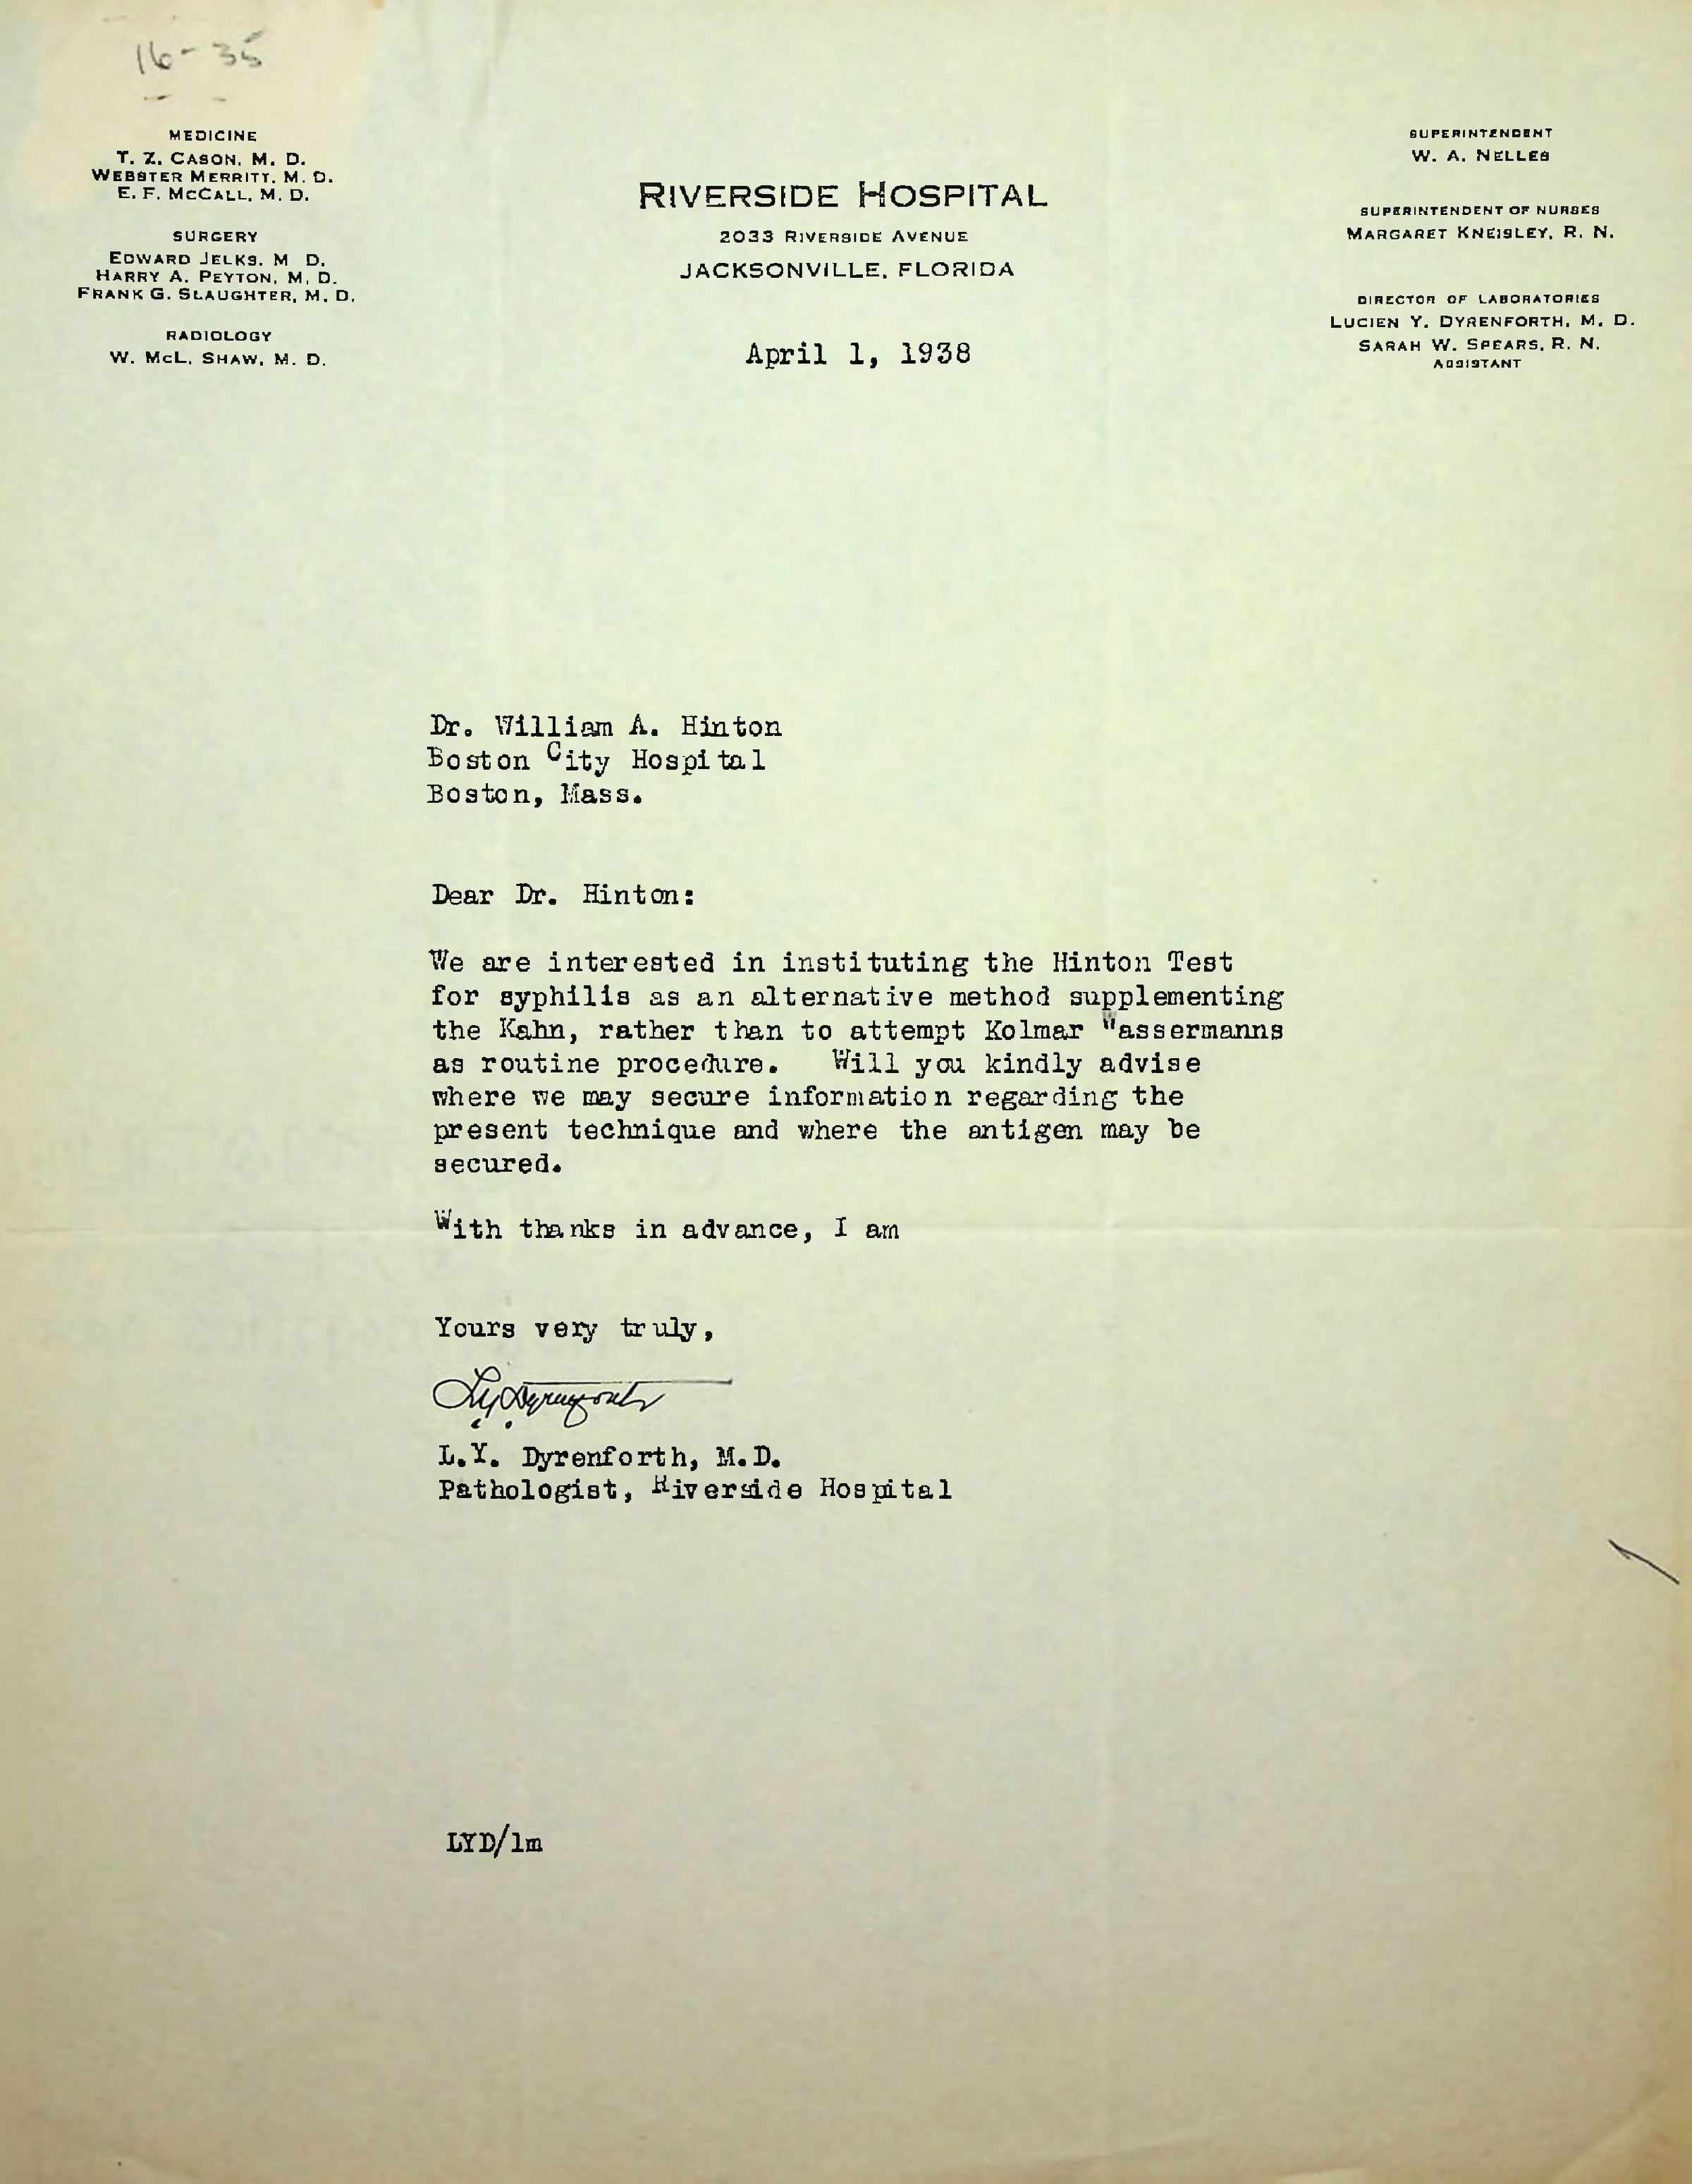 16-35
MEDICINE
T. Z. CASON, M. D.
WEBSTER MERRITT, M. D.
E. F. MCCALL, M. D.
SURGERY
EDWARD JELKS, M D.
HARRY A. PEYTON, M. D.
FRANK G. SLAUGHTER, M. D.
RADIOLOGY
W. McL. SHAW, M. D.
RIVERSIDE HOSPITAL
2033 RIVERSIDE AVENUE
JACKSONVILLE, FLORIDA
April 1, 1938
SUPERINTENDENT
W. A. NELLES
SUPERINTENDENT OF NURSES
MARGARET KNEISLEY, R. N.
DIRECTOR OF LABORATORIES
LUCIEN Y. DYRENFORTH, M. D.
SARAH W. SPEARS, R. N.
ASSISTANT
Dr. William A. Hinton
Boston City Hospital
Boston, Mass.
Dear Dr. Hinton:
We are interested in instituting the Hinton Test
for syphilis as an alternative method supplementing
the Kahn, rather than to attempt Kolmar Wassermanns
as routine procedure. Will you kindly advise
where we may secure information regarding the
present technique and where the antigen may be
secured.
With thanks in advance, I am
Yours very truly,
LyDyrenforth
L.Y. Dyrenforth, M.D.
Pathologist, Riverside Hospital
LYD/lm